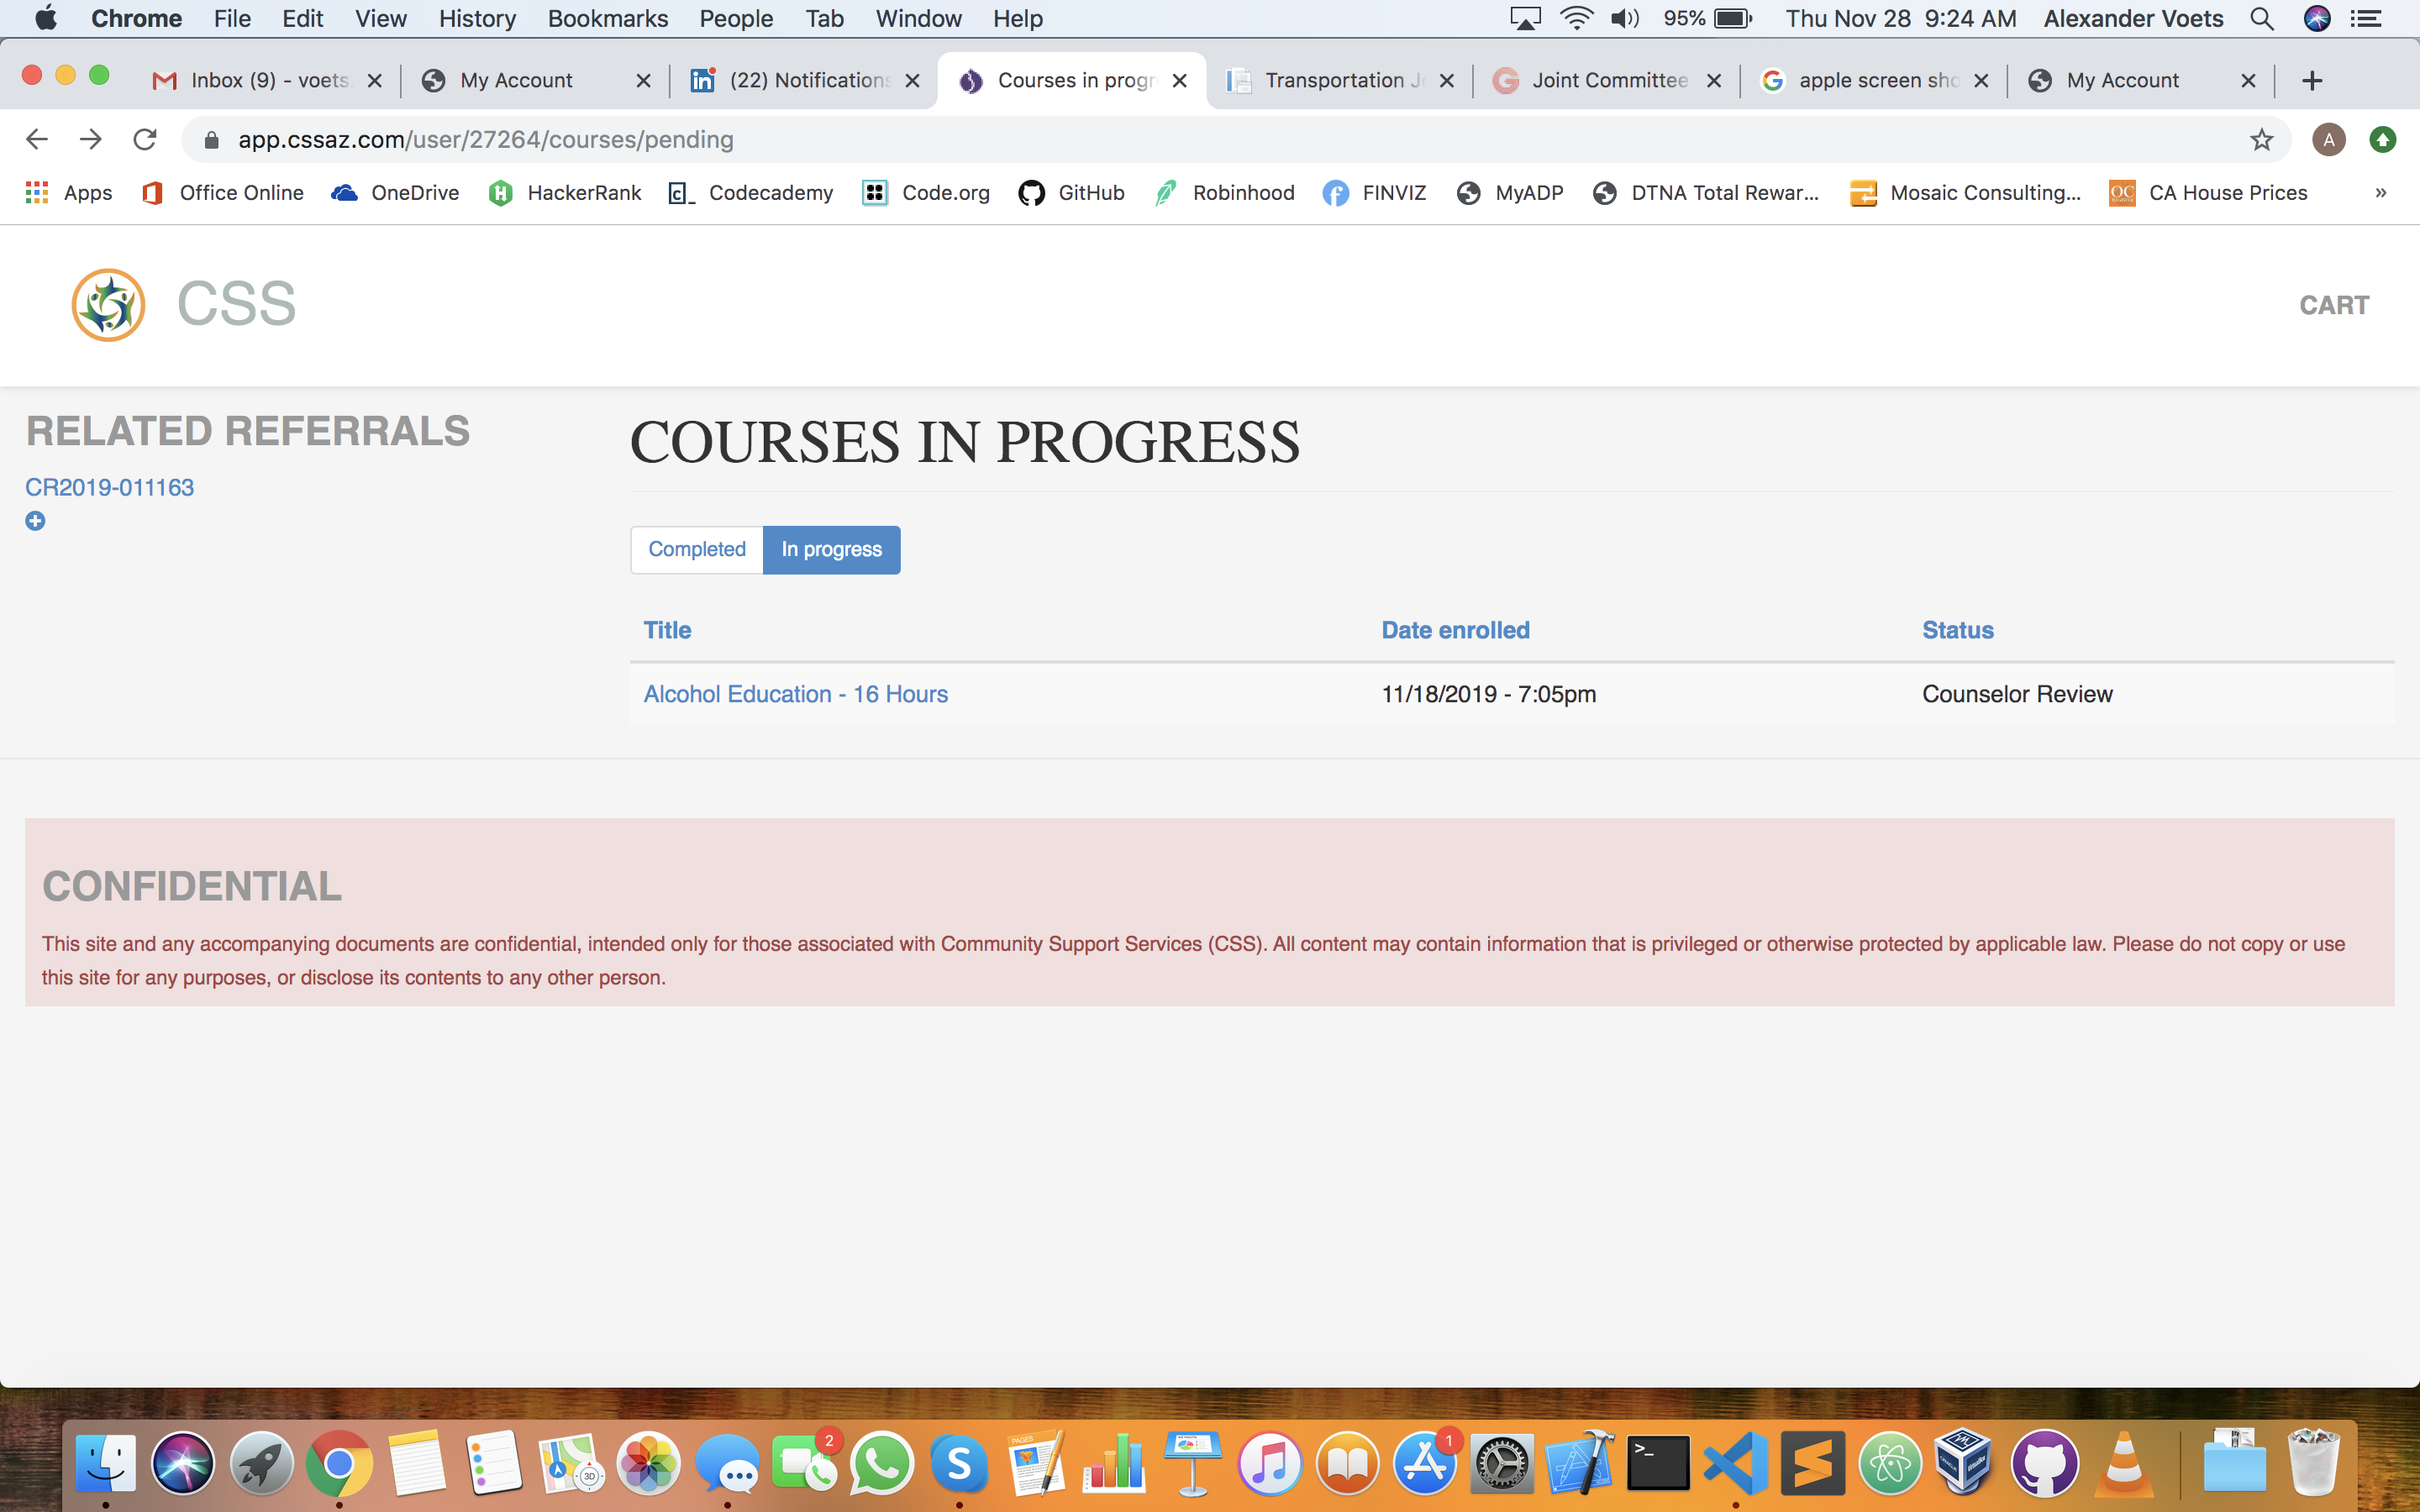 Chrome File Edit View History Bookmarks People Tab Window Help 95% Thu Nov 28 9:24 AM Alexander Voets
Inbox (9) - voets My Account (22) Notifications Courses in progr Transportation J Joint Committee apple screen sho My Account
app.cssaz.com/user/27264/courses/pending A
Apps Office Online OneDrive HackerRank Codecademy Code.org GitHub Robinhood FINVIZ MyADP DTNA Total Rewar... Mosaic Consulting... CA House Prices »
CSS CART
RELATED REFERRALS
CR2019-011163
COURSES IN PROGRESS
Completed In progress
Title Date enrolled Status
Alcohol Education - 16 Hours 11/18/2019 - 7:05pm Counselor Review
CONFIDENTIAL
This site and any accompanying documents are confidential, intended only for those associated with Community Support Services (CSS). All content may contain information that is privileged or otherwise protected by applicable law. Please do not copy or use
this site for any purposes, or disclose its contents to any other person.
3D 2 PAGES 1 >_